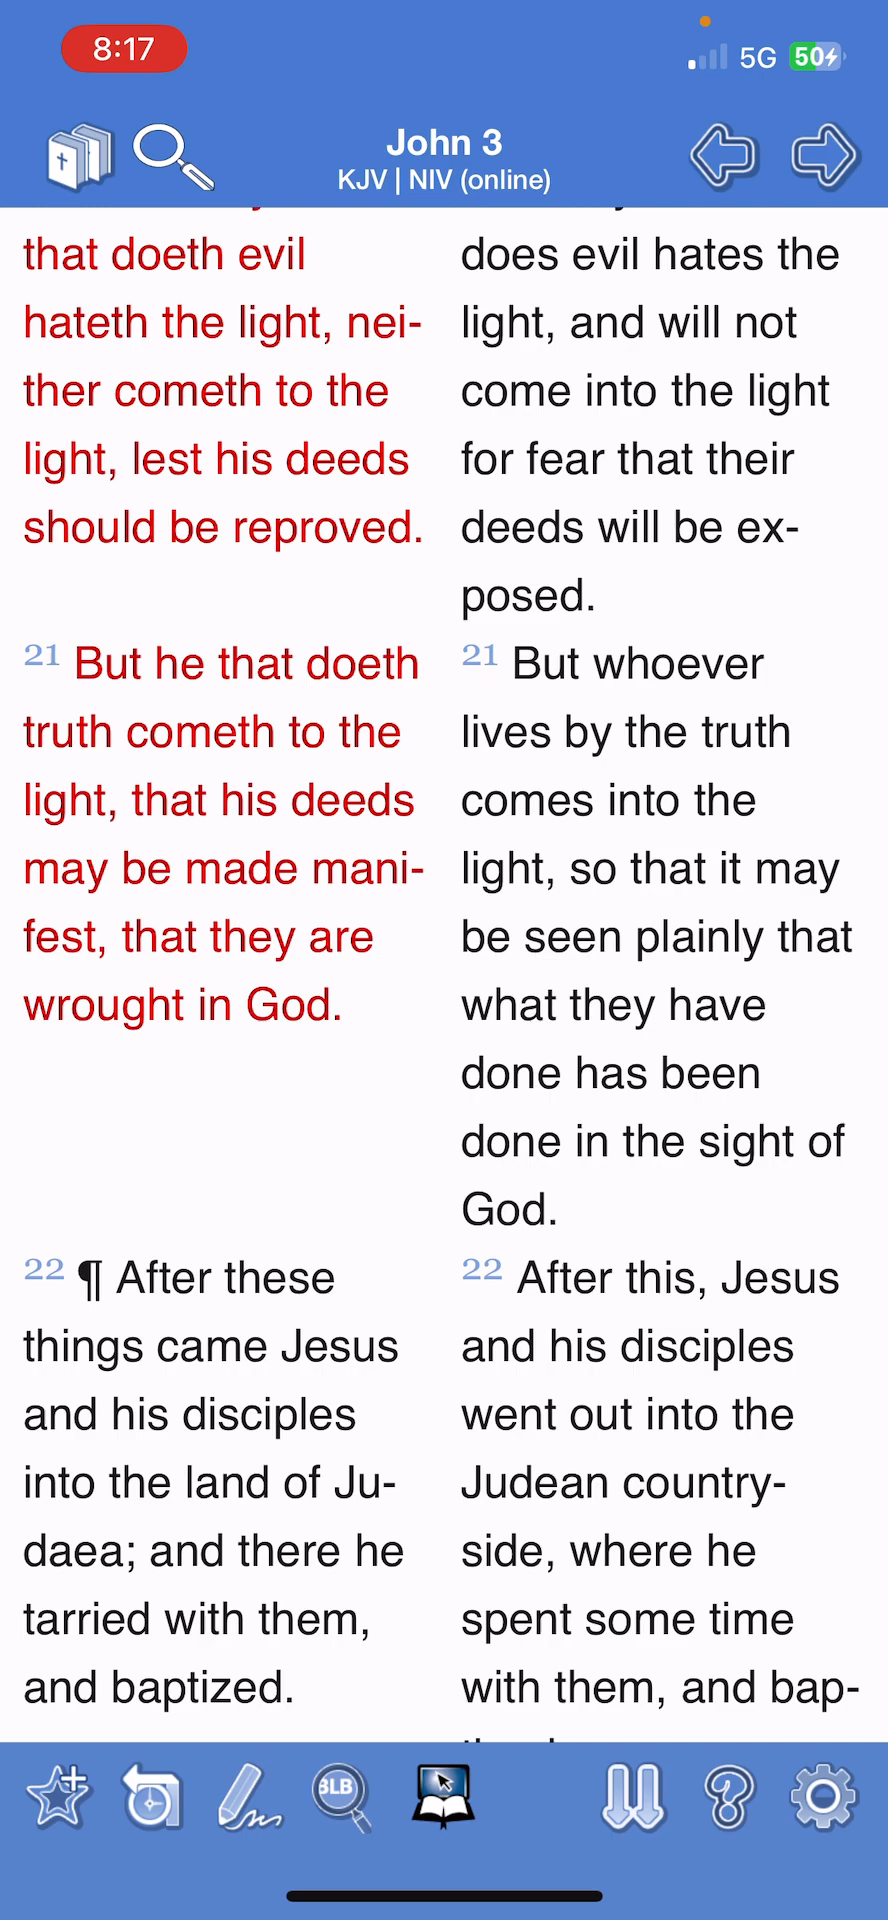 8:17
5G 50
John 3
KJV | NIV (online)
that doeth evil
hateth the light, nei-
ther cometh to the
light, lest his deeds
should be reproved.
21 But he that doeth
truth cometh to the
light, that his deeds
may be made mani-
fest, that they are
wrought in God.
22 ¶ After these
things came Jesus
and his disciples
into the land of Ju-
daea; and there he
tarried with them,
and baptized.
does evil hates the
light, and will not
come into the light
for fear that their
deeds will be ex-
posed.
21 But whoever
lives by the truth
comes into the
light, so that it may
be seen plainly that
what they have
done has been
done in the sight of
God.
22 After this, Jesus
and his disciples
went out into the
Judean country-
side, where he
spent some time
with them, and bap-
BLB